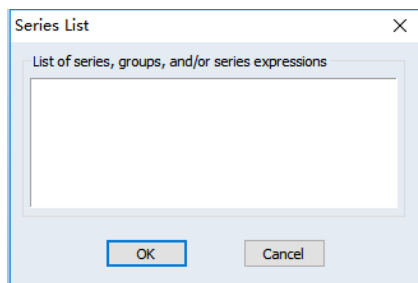 Series List
List of series, groups, and/or series expressions
OK Cancel